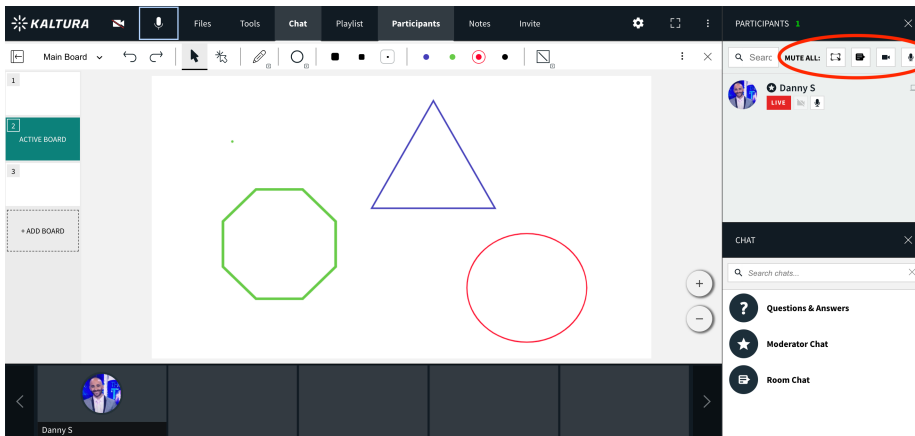 KALTURA
Files
Tools
Chat
Playlist
Participants
Notes
Invite
PARTICIPANTS 1
Main Board
Searc
MUTE ALL:
1
2
ACTIVE BOARD
3
+ ADD BOARD
Danny S
LIVE
CHAT
Search chats...
Questions & Answers
Moderator Chat
Room Chat
Danny S